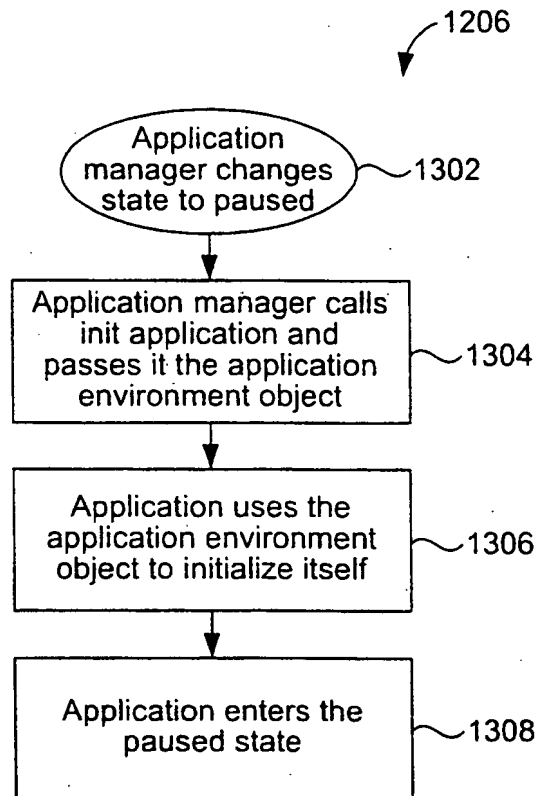 1206
Application
manager changes
state to paused
1302
Application manager calls
init application and
passes it the application
environment object
1304
Application uses the
application environment
object to initialize itself
1306
Application enters the
paused state
1308